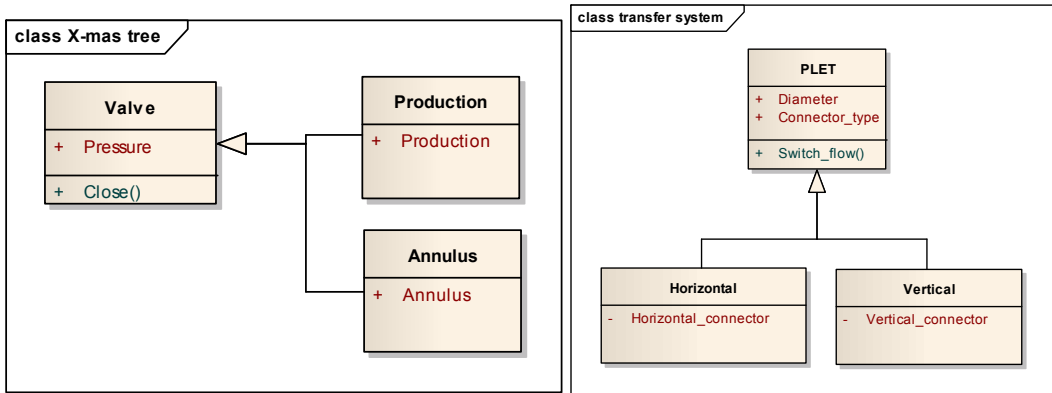 class X-mas tree
Valve
+ Pressure
+ Close()
Production
+ Production
Annulus
+ Annulus
class transfer system
PLET
+ Diameter
+ Connector_type
+ Switch_flow()
Horizontal
- Horizontal_connector
Vertical
- Vertical_connector